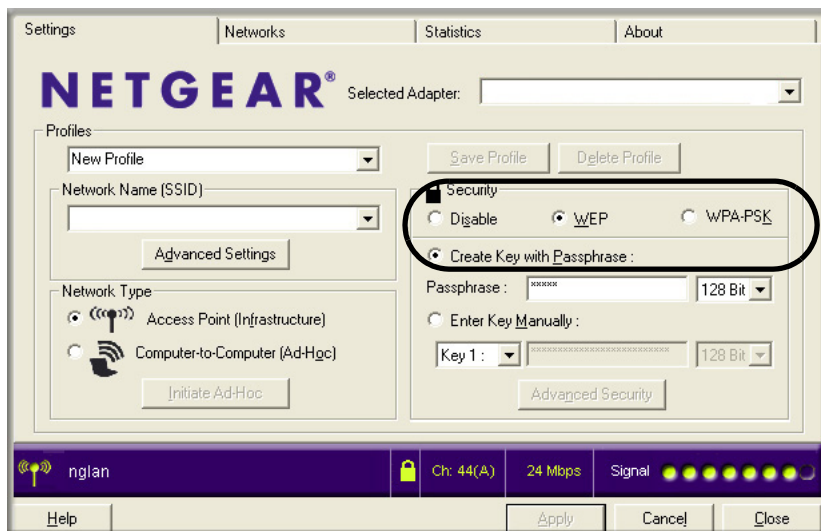 Settings Networks Statistics About
NETGEAR® Selected Adapter:
Profiles
New Profile Save Profile Delete Profile
Network Name (SSID) Security
Disable WEP WPA-PSK
Advanced Settings Create Key with Passphrase :
Network Type Passphrase : ××××× 128 Bit
Access Point (Infrastructure) Enter Key Manually :
Computer-to-Computer (Ad-Hoc) Key 1 : ×××××××××××××××××××××××××× 128 Bit
Initiate Ad-Hoc Advanced Security
nglan Ch: 44(A) 24 Mbps Signal
Help Apply Cancel Close